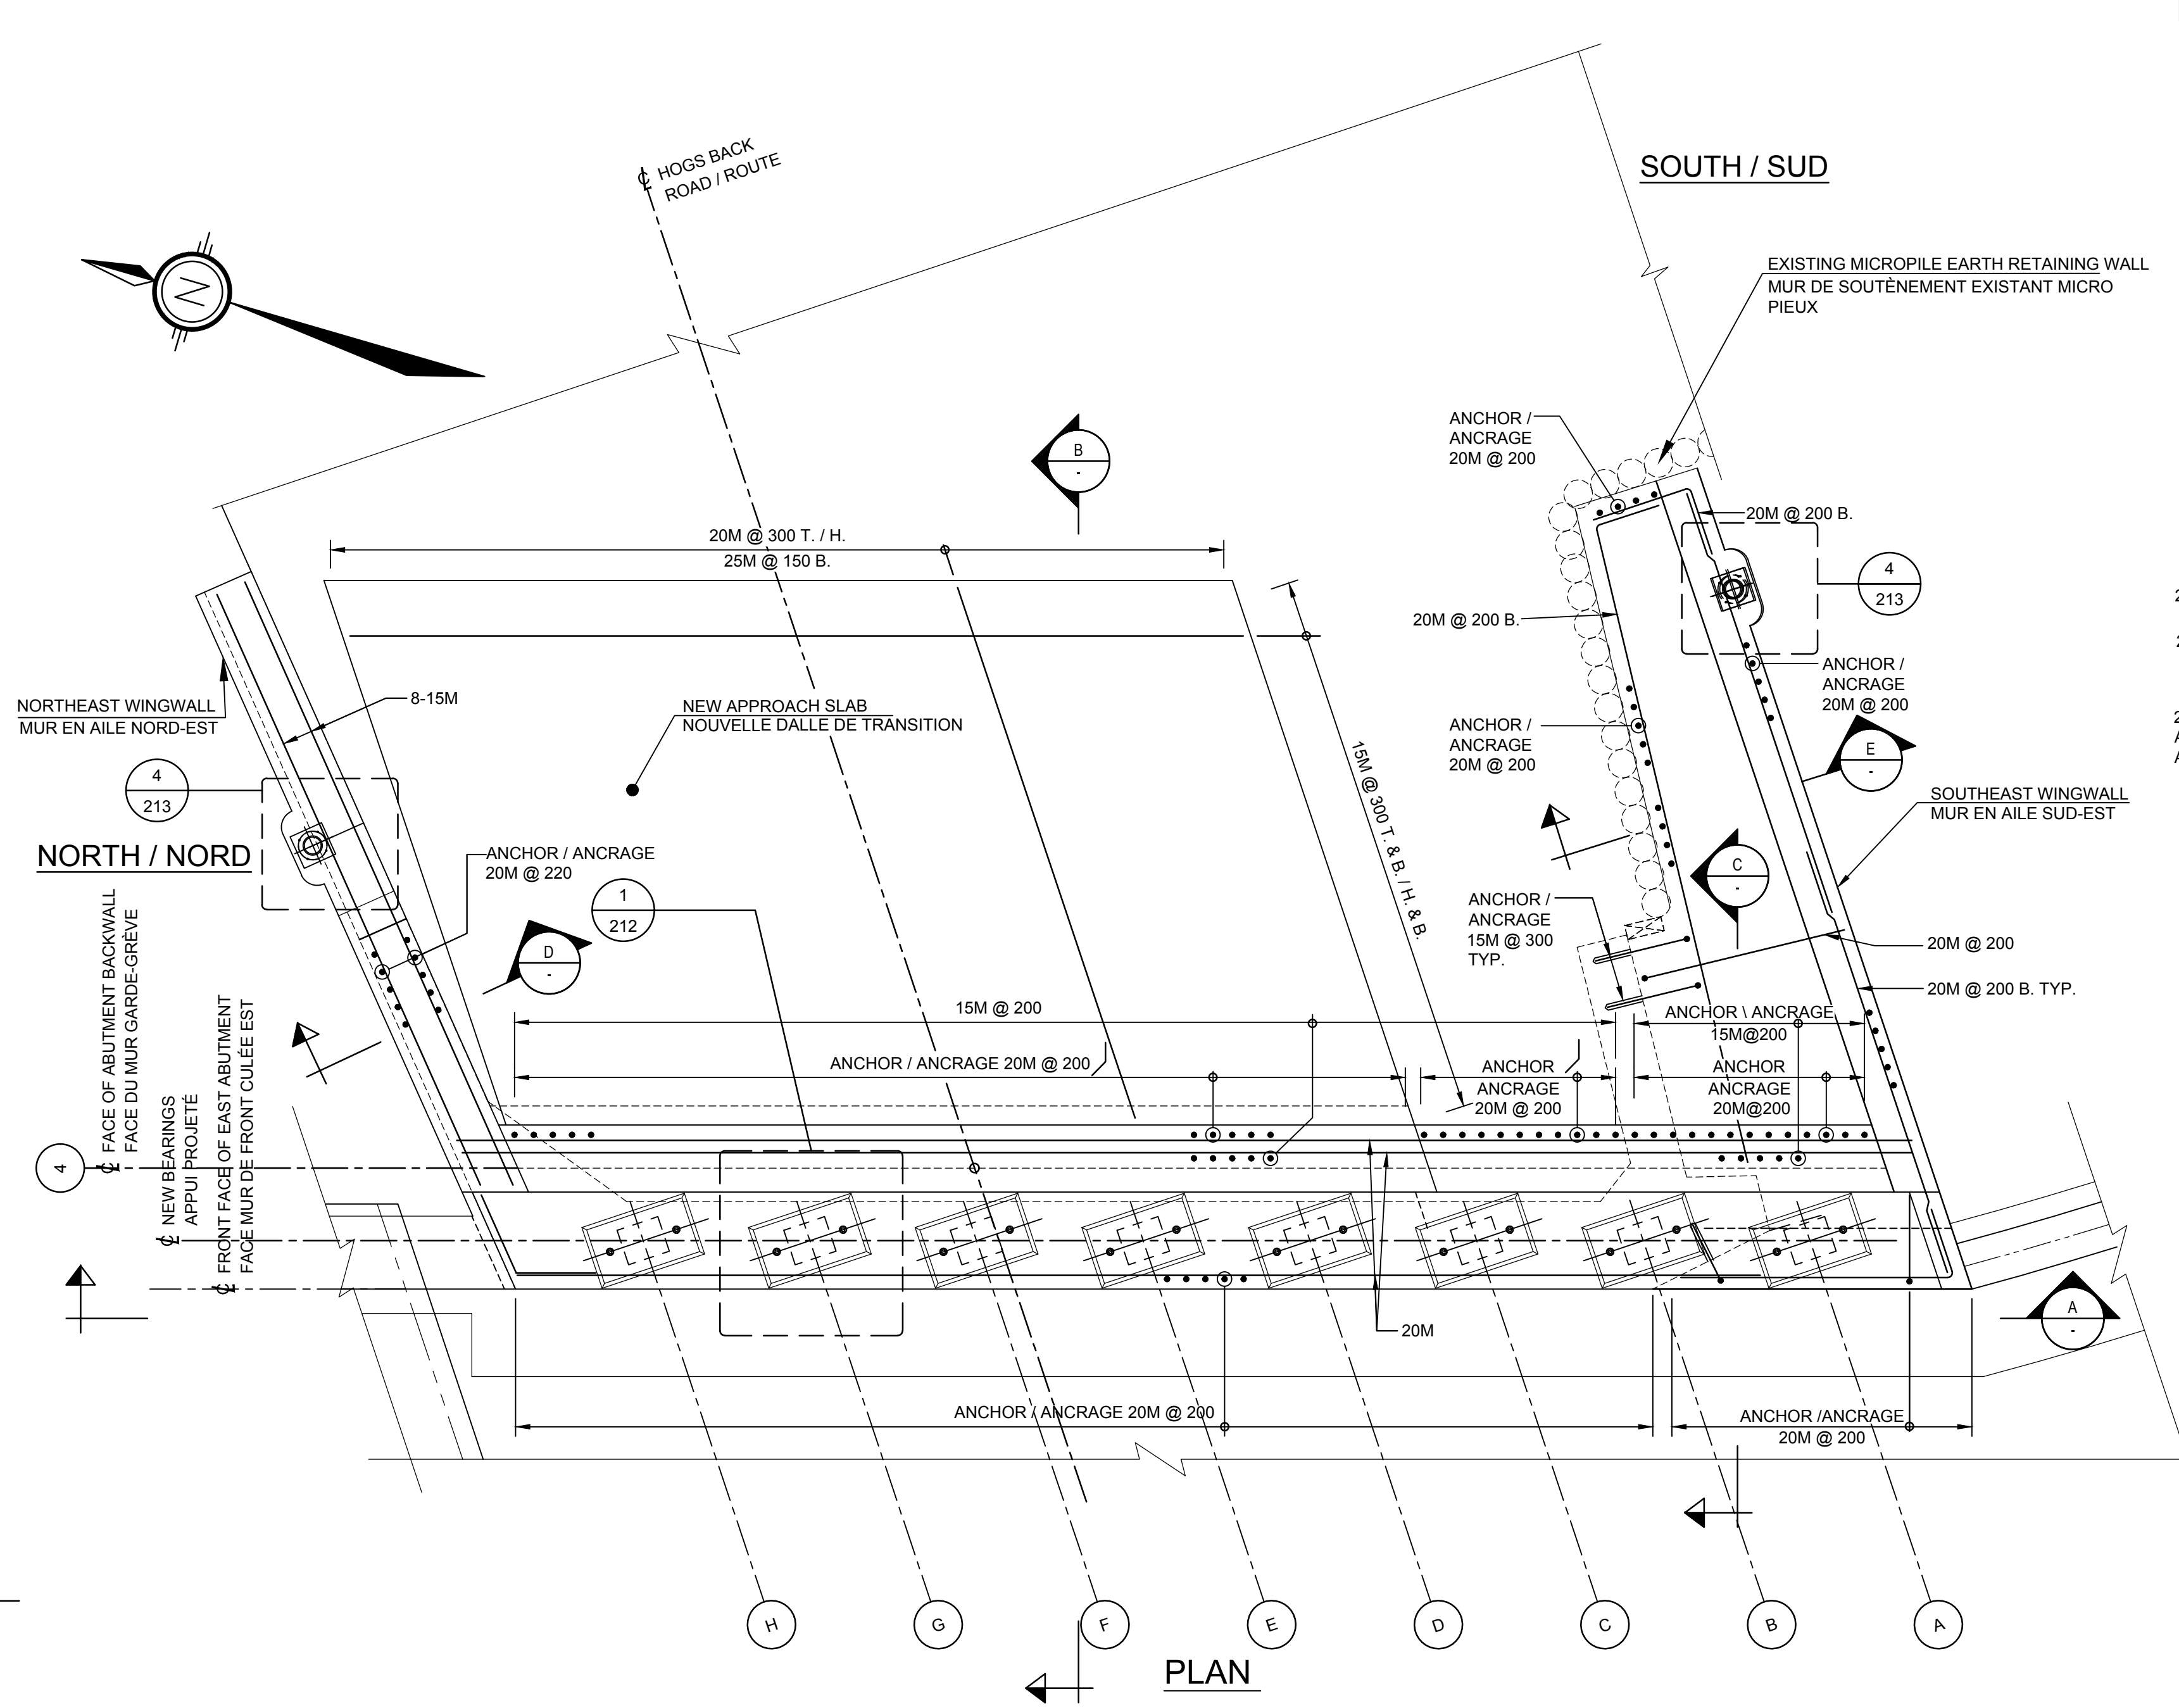 ℄ HOGS BACK
ROAD / ROUTE
SOUTH / SUD
N
EXISTING MICROPILE EARTH RETAINING WALL
MUR DE SOUTÈNEMENT EXISTANT MICRO
PIEUX
ANCHOR /
ANCRAGE
20M @ 200
B
-
20M @ 200 B.
20M @ 300 T. / H.
25M @ 150 B.
4
213
20M @ 200 B.
ANCHOR /
ANCRAGE
20M @ 200
NORTHEAST WINGWALL
MUR EN AILE NORD-EST
8-15M
NEW APPROACH SLAB
NOUVELLE DALLE DE TRANSITION
ANCHOR /
ANCRAGE
20M @ 200
E
-
15M @ 300 T. & B. / H. & B.
4
213
SOUTHEAST WINGWALL
MUR EN AILE SUD-EST
NORTH / NORD
ANCHOR / ANCRAGE
20M @ 220
1
212
C
-
ANCHOR /
ANCRAGE
15M @ 300
TYP.
D
-
20M @ 200
20M @ 200 B. TYP.
15M @ 200
ANCHOR \ ANCRAGE
15M@200
ANCHOR / ANCRAGE 20M @ 200
ANCHOR
ANCRAGE
20M @ 200
ANCHOR
ANCRAGE
20M@200
4
℄ FACE OF ABUTMENT BACKWALL
FACE DU MUR GARDE-GRÈVE
℄ NEW BEARINGS
APPUI PROJETÉ
℄ FRONT FACE OF EAST ABUTMENT
FACE MUR DE FRONT CULÉE EST
20M
A
-
ANCHOR / ANCRAGE 20M @ 200
ANCHOR /ANCRAGE
20M @ 200
H
G
F
E
D
C
B
A
PLAN